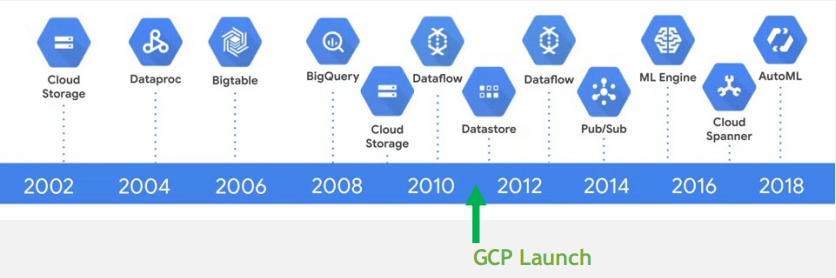 Cloud
Storage
Dataproc
Bigtable
BigQuery
Cloud
Storage
Dataflow
Datastore
Dataflow
Pub/Sub
ML Engine
Cloud
Spanner
AutoML
2002 2004 2006 2008 2010 2012 2014 2016 2018
GCP Launch